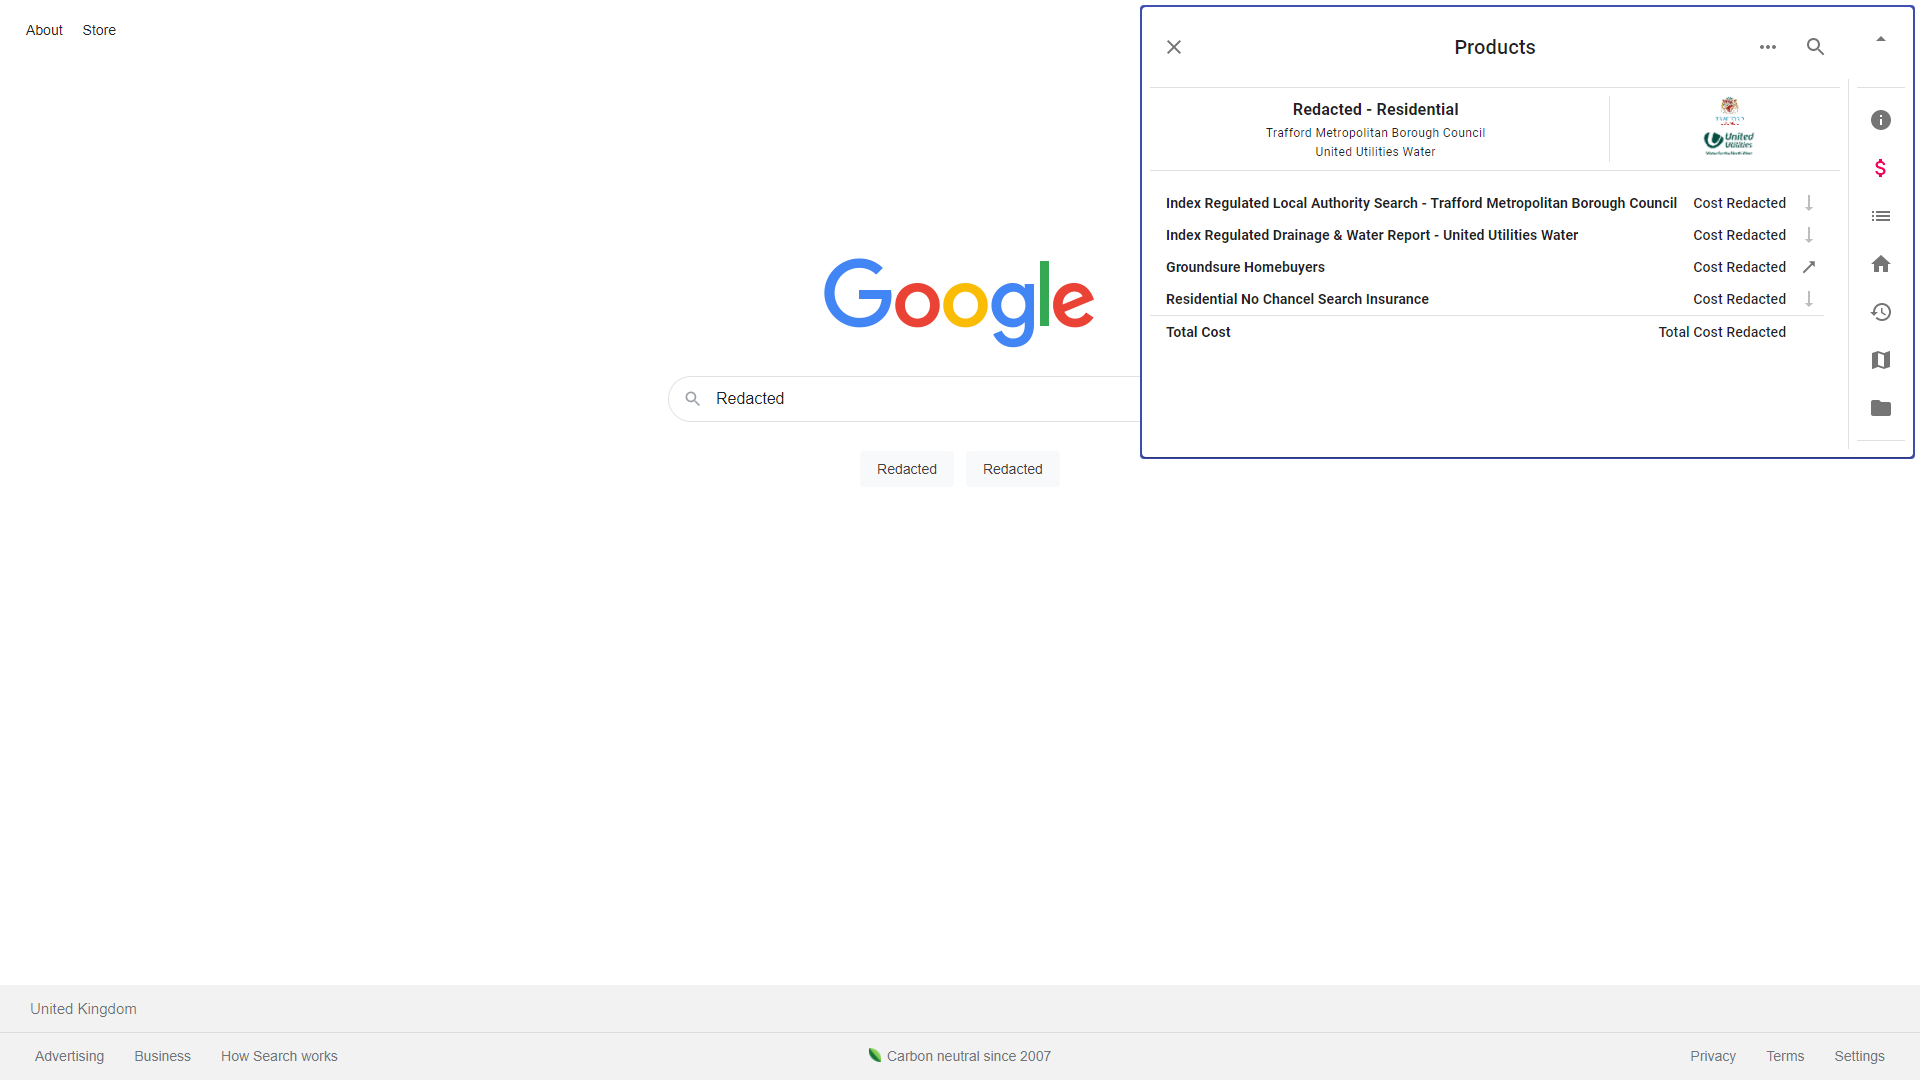 About Store
Google
Redacted
Redacted Redacted
Products
Redacted - Residential
Trafford Metropolitan Borough Council
United Utilities Water
United
Utilities
Index Regulated Local Authority Search - Trafford Metropolitan Borough Council Cost Redacted
Index Regulated Drainage & Water Report - United Utilities Water Cost Redacted
Groundsure Homebuyers Cost Redacted
Residential No Chancel Search Insurance Cost Redacted
Total Cost Total Cost Redacted
United Kingdom
Advertising Business How Search works Carbon neutral since 2007 Privacy Terms Settings